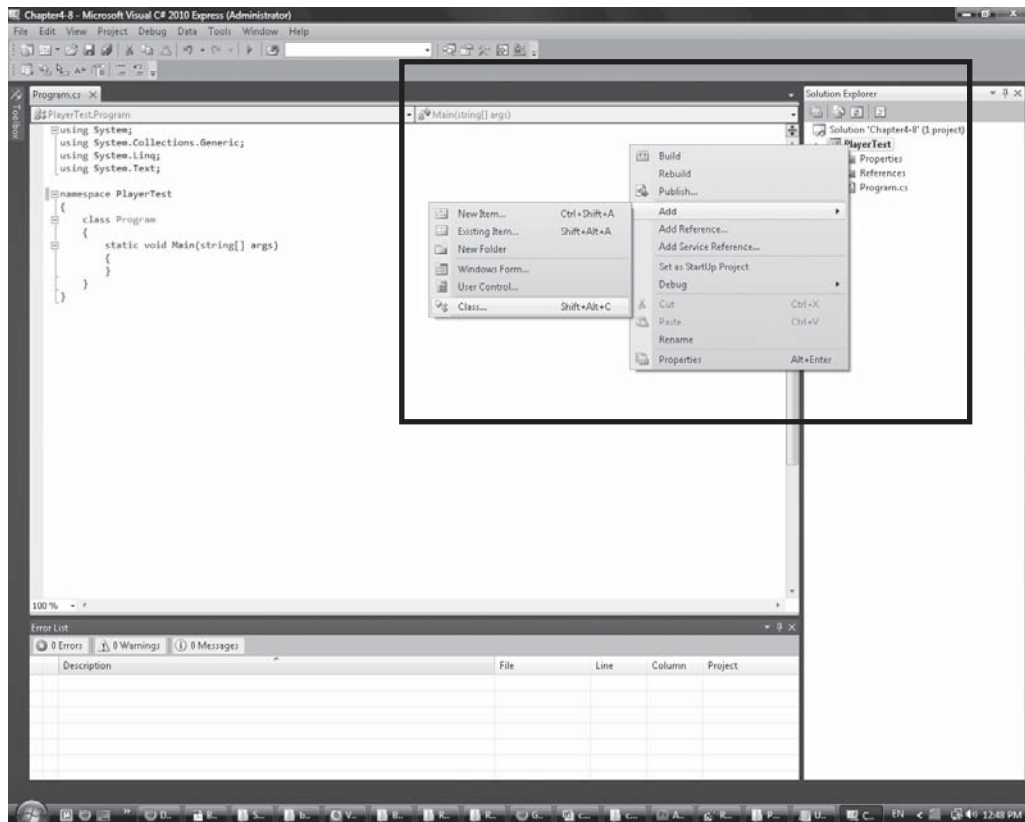 Chapter4-8 - Microsoft Visual C# 2010 Express (Administrator)
File Edit View Project Debug Data Tools Window Help
Toolbox
Program.cs
PlayerTest.Program
Main(string[] args)
using System;
using System.Collections.Generic;
using System.Linq;
using System.Text;
namespace PlayerTest
{
class Program
{
static void Main(string[] args)
{
}
}
}
New Item... Ctrl+Shift+A
Existing Item... Shift+Alt+A
New Folder
Windows Form...
User Control...
Class... Shift+Alt+C
Build
Rebuild
Publish...
Add
Add Reference...
Add Service Reference...
Set as StartUp Project
Debug
Cut Ctrl+X
Paste Ctrl+V
Rename
Properties Alt+Enter
Solution Explorer
Solution 'Chapter4-8' (1 project)
PlayerTest
Properties
References
Program.cs
100 %
Error List
0 Errors 0 Warnings 0 Messages
Description File Line Column Project
D... B... S... b... V... B... R... R... G... c... c... A... R... P... U... C... EN 12:48 PM